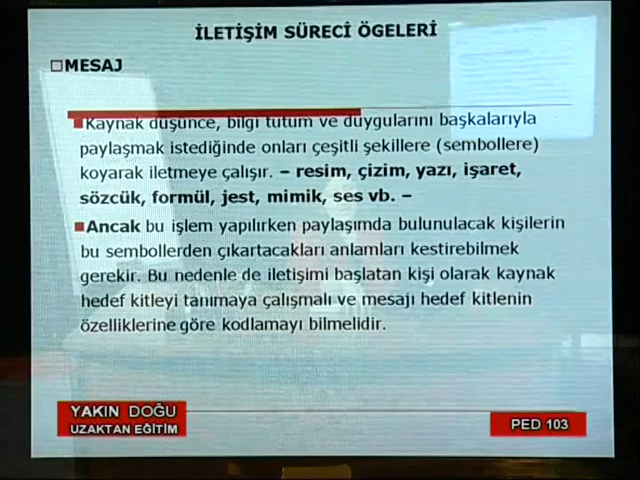 İLETİŞİM SÜRECİ ÖGELERİ
MESAJ
Kaynak düşünce, bilgi tutum ve duygularını başkalarıyla
paylaşmak istediğinde onları çeşitli şekillere (sembollere)
koyarak iletmeye çalışır. – resim, çizim, yazı, işaret,
sözcük, formül, jest, mimik, ses vb. –
Ancak bu işlem yapılırken paylaşımda bulunulacak kişilerin
bu sembollerden çıkartacakları anlamları kestirebilmek
gerekir. Bu nedenle de iletişimi başlatan kişi olarak kaynak
hedef kitleyi tanımaya çalışmalı ve mesajı hedef kitlenin
özelliklerine göre kodlamayı bilmelidir.
YAKIN DOĞU
UZAKTAN EĞİTİM
PED 103